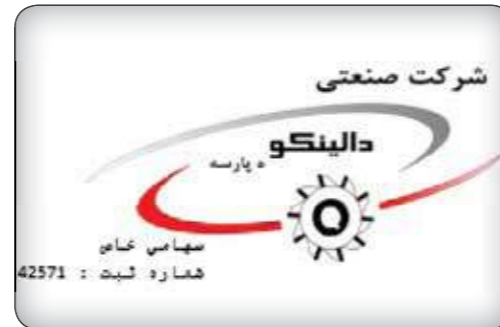 شرکت صنعتی
دالینکو
ه پارسه
Q
سهامی خاص
شماره ثبت : 42571